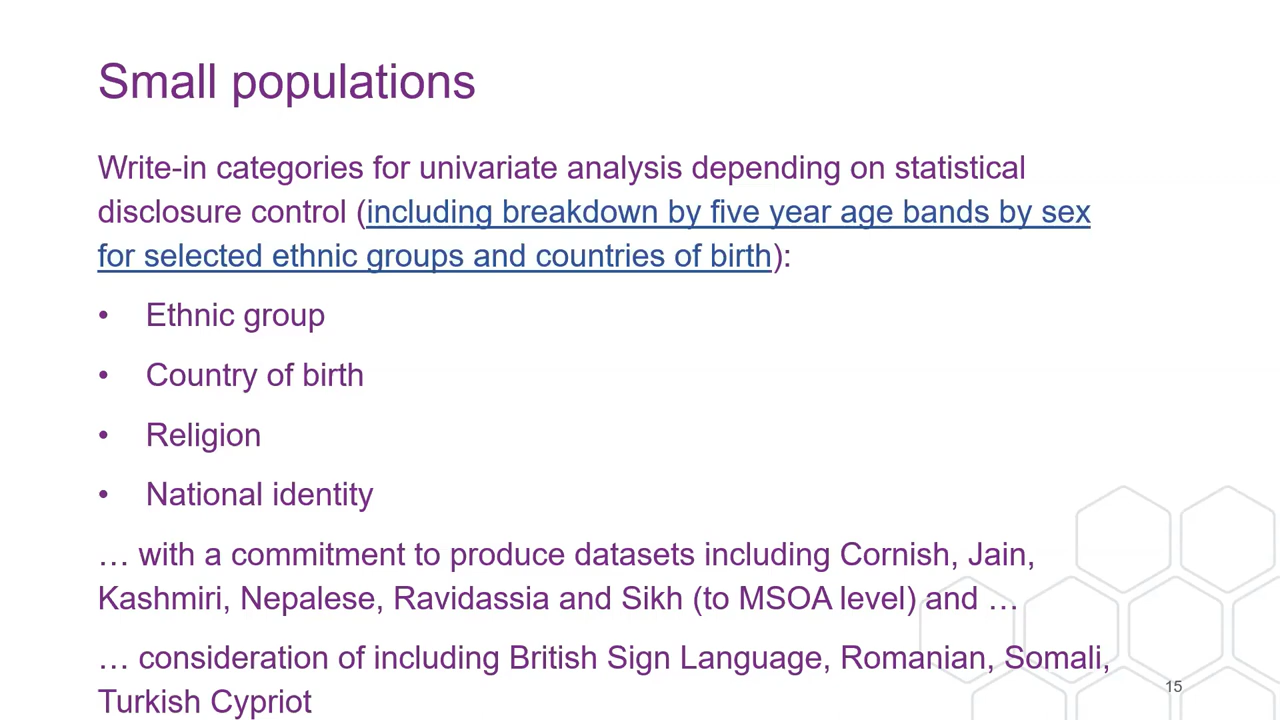 Small populations
Write-in categories for univariate analysis depending on statistical
disclosure control (including breakdown by five year age bands by sex
for selected ethnic groups and countries of birth):
• Ethnic group
• Country of birth
• Religion
• National identity
… with a commitment to produce datasets including Cornish, Jain,
Kashmiri, Nepalese, Ravidassia and Sikh (to MSOA level) and …
… consideration of including British Sign Language, Romanian, Somali,
Turkish Cypriot
15